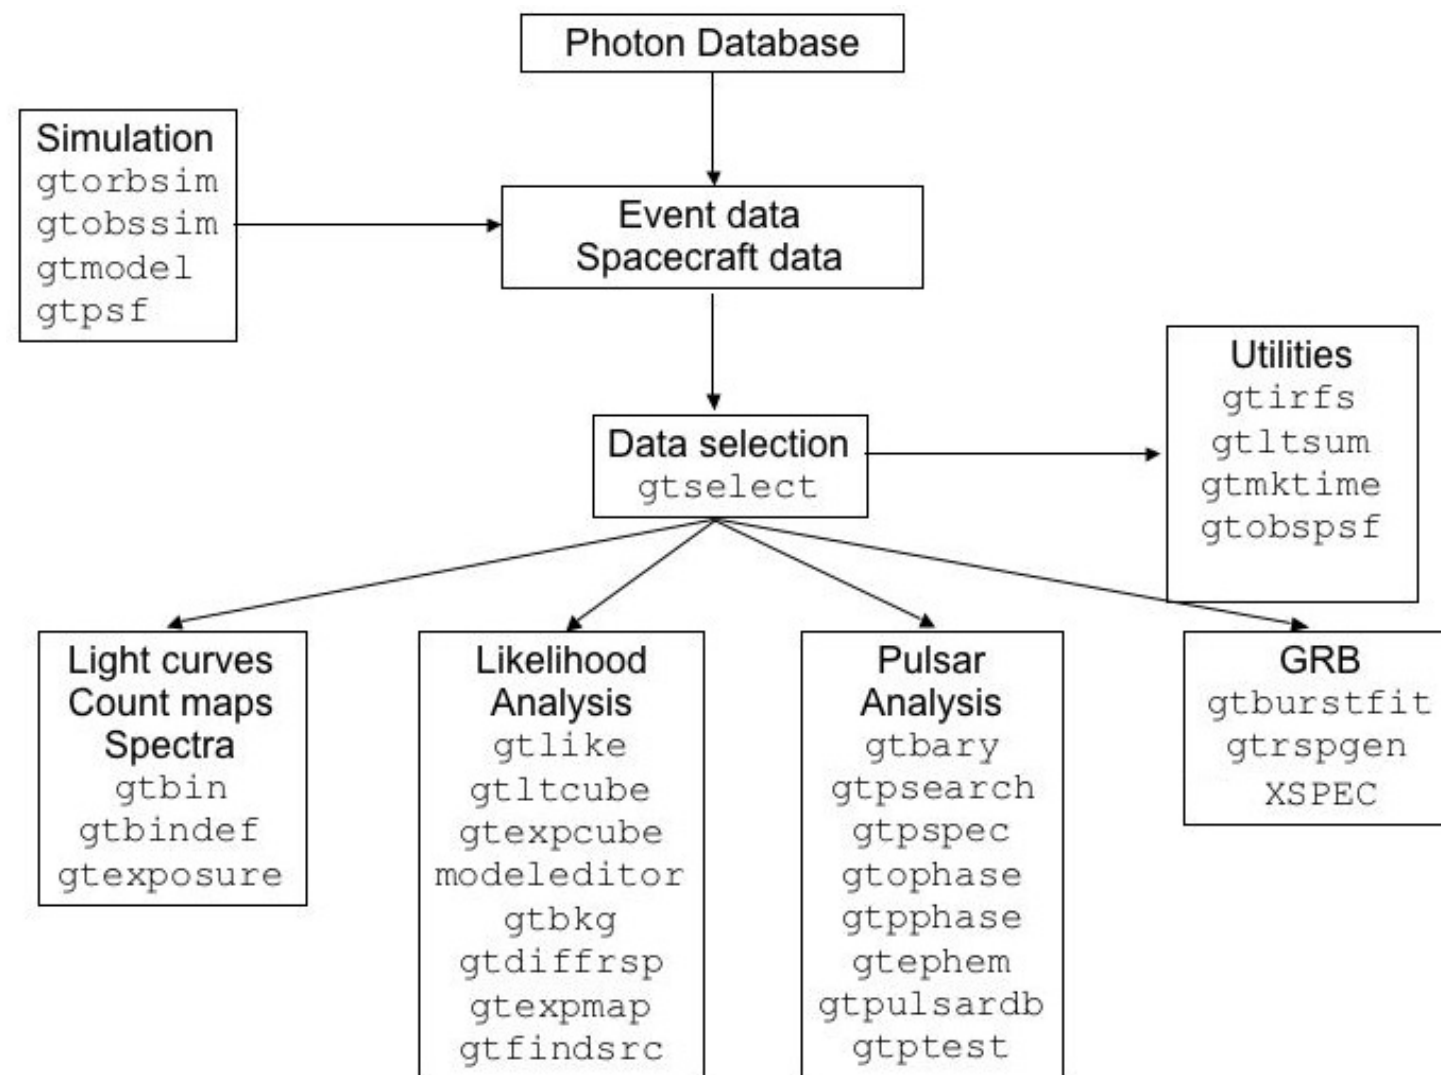 Photon Database
Simulation
gtorbsim
gtobssim
gtmodel
gtpsf
Event data
Spacecraft data
Utilities
gtirfs
gtltsum
gtmktime
gtobspsf
Data selection
gtselect
Light curves
Count maps
Spectra
gtbin
gtbindef
gtexposure
Likelihood
Analysis
gtlike
gtltcube
gtexpcube
modeleditor
gtbkg
gtdiffrsp
gtexpmap
gtfindsrc
Pulsar
Analysis
gtbary
gtpsearch
gtpspec
gtophase
gtpphase
gtephem
gtpulsardb
gtptest
GRB
gtburstfit
gtrspgen
XSPEC